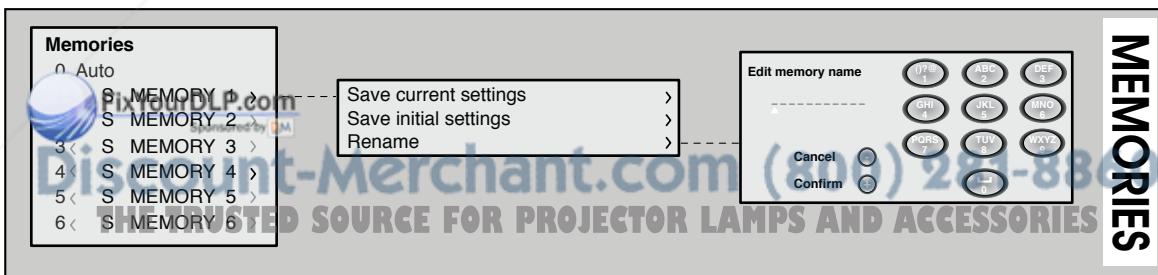 Memories
0 Auto
S MEMORY 1 >
S MEMORY 2 >
3 < S MEMORY 3 >
4 < S MEMORY 4 >
5 < S MEMORY 5 >
6 < S MEMORY 6 >
Save current settings >
Save initial settings >
Rename >
Edit memory name
()?@ 1
ABC 2
DEF 3
GHI 4
JKL 5
MNO 6
PQRS 7
TUV 8
WXYZ 9
0
Cancel
Confirm
MEMORIES
FixYourDLP.com
Sponsored by DM
Discount-Merchant.com (800) 281-8860
THE TRUSTED SOURCE FOR PROJECTOR LAMPS AND ACCESSORIES